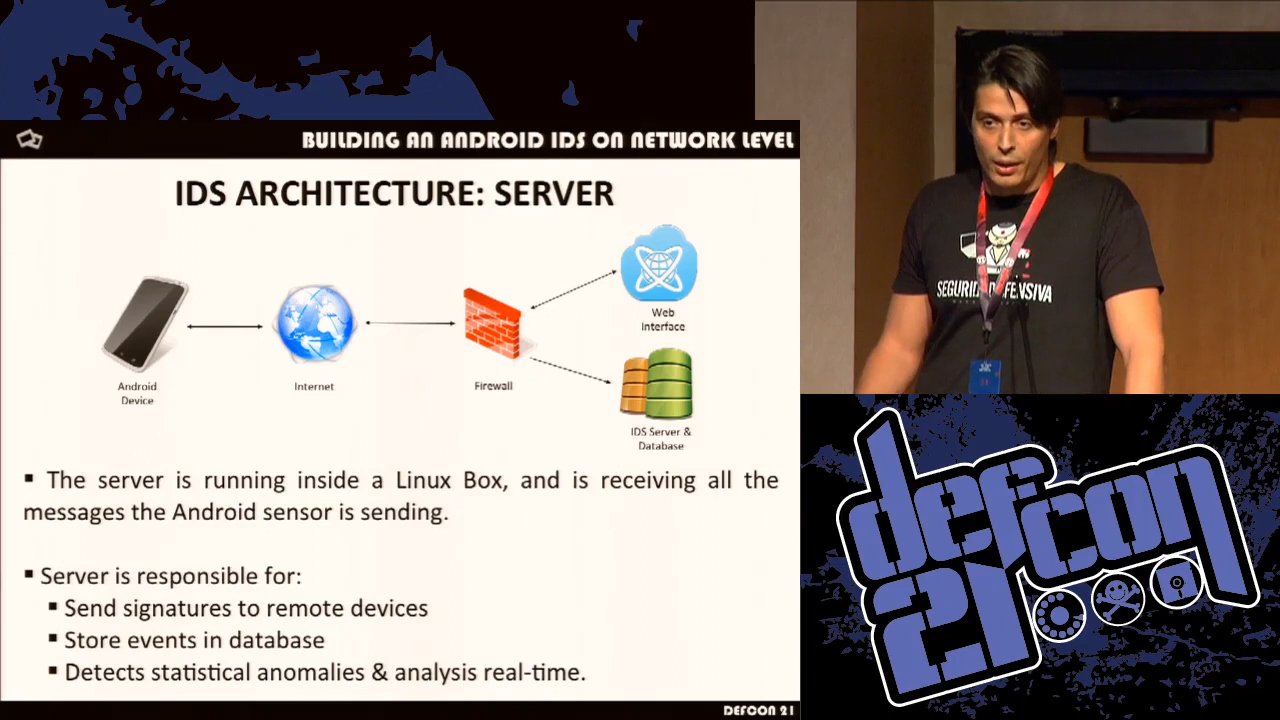 BUILDING AN ANDROID IDS ON NETWORK LEVEL
IDS ARCHITECTURE: SERVER
Android
Device
Internet
Firewall
Web
Interface
IDS Server &
Database
▪ The server is running inside a Linux Box, and is receiving all the
messages the Android sensor is sending.
▪ Server is responsible for:
▪ Send signatures to remote devices
▪ Store events in database
▪ Detects statistical anomalies & analysis real-time.
DEFCON 21
defcon
21